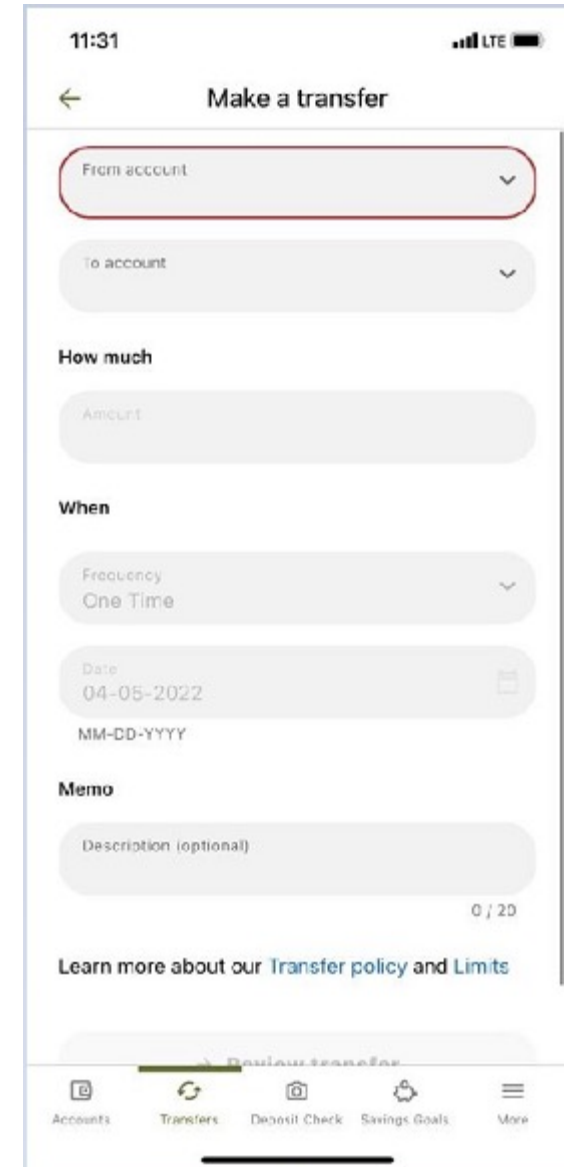 11:31
LTE
Make a transfer
From account
To account
How much
Amount
When
Frequency
One Time
Date
04-05-2022
MM-DD-YYYY
Memo
Description (optional)
0 / 20
Learn more about our Transfer policy and Limits
Review transfer
Accounts Transfers Deposit Check Savings Goals More